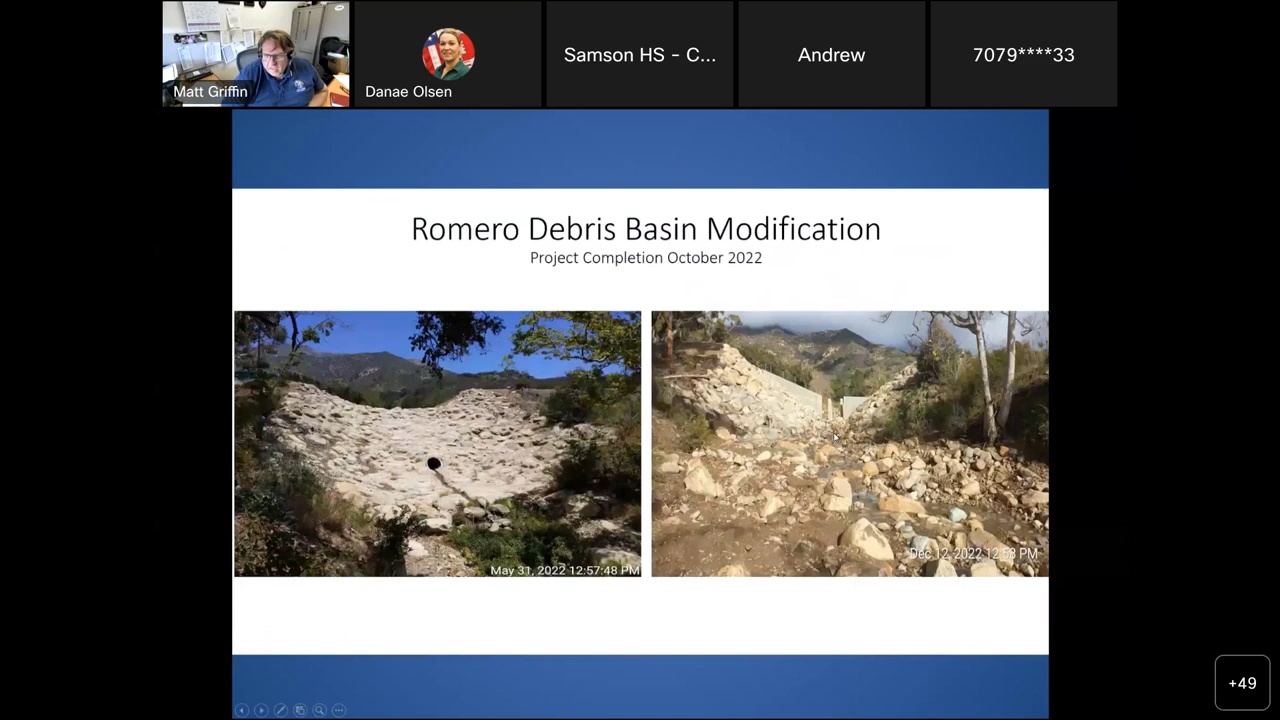 Matt Griffin
Danae Olsen
Samson HS - C...
Andrew
7079****33
Romero Debris Basin Modification
Project Completion October 2022
May 31, 2022 12:57:48 PM
Dec 12, 2022 12:53 PM
+49